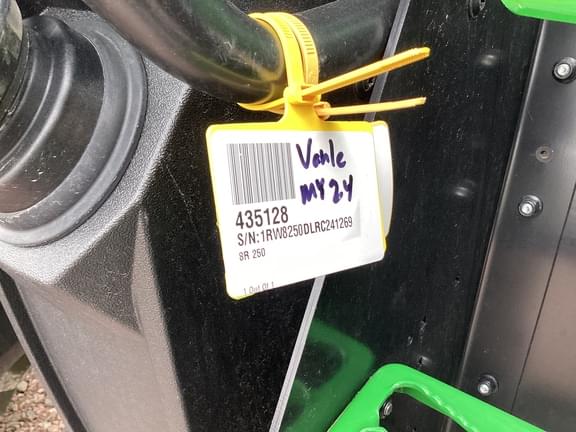 Vanle
MY24
435128
S/N:1RW8250DLRC241269
8R 250
1 Out Of 1